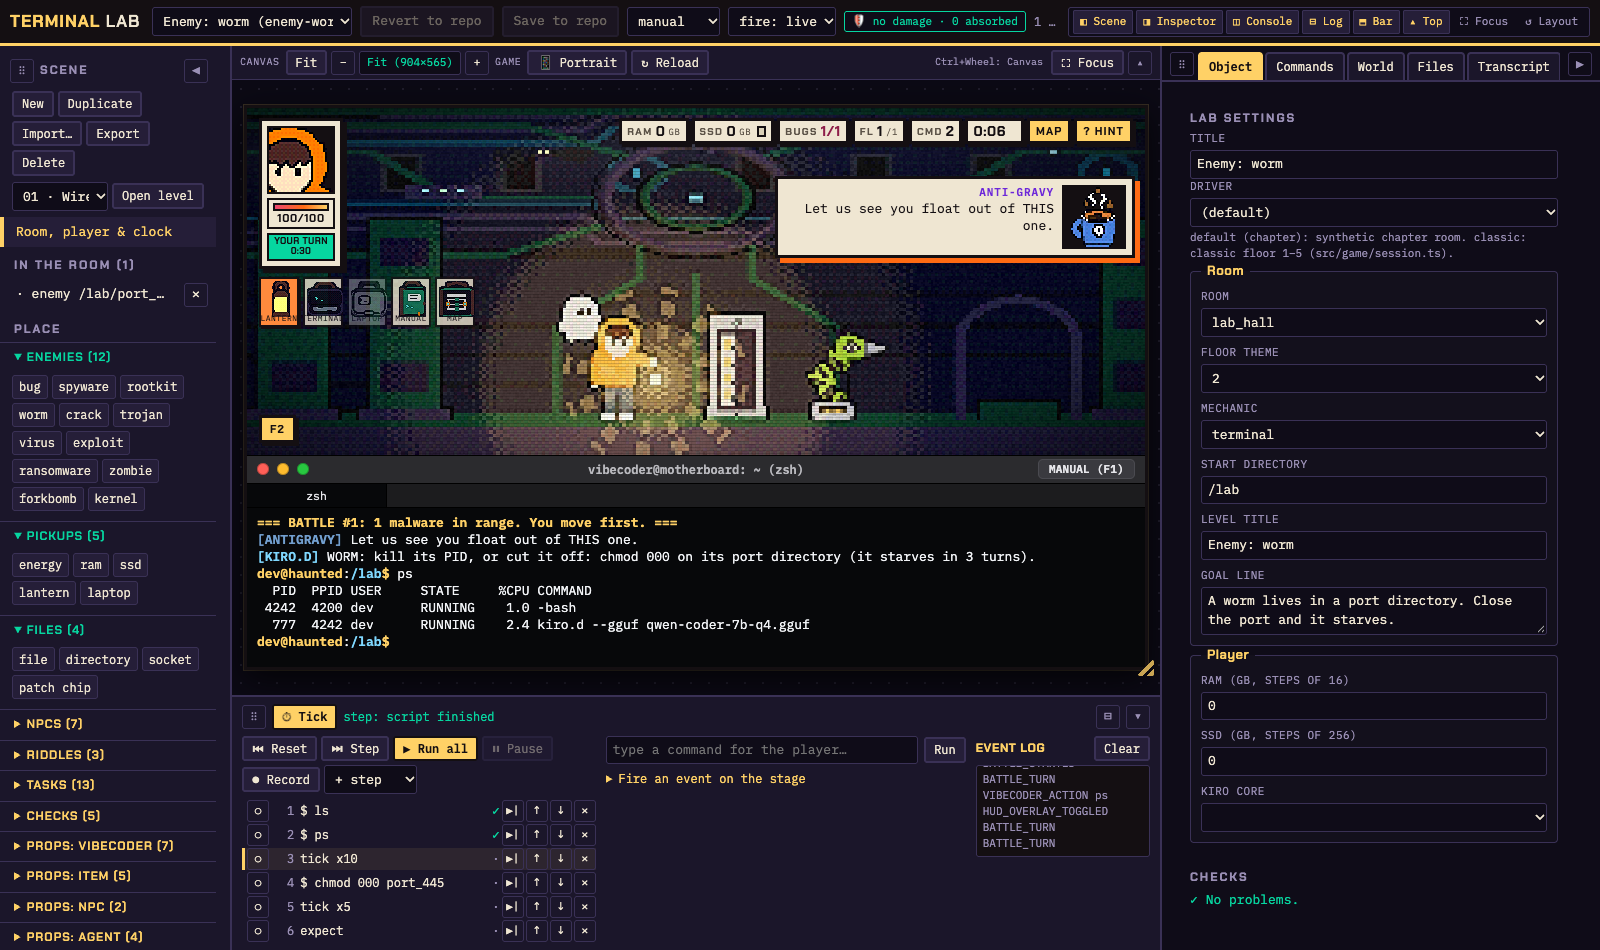 TERMINAL LAB
Enemy: worm (enemy-wor
Revert to repo
Save to repo
manual
fire: live
no damage · 0 absorbed
1 …
Scene
Inspector
Console
Log
Bar
Top
Focus
Layout
SCENE
New
Duplicate
Import…
Export
Delete
01 · Wire
Open level
Room, player & clock
IN THE ROOM (1)
· enemy /lab/port_…
PLACE
ENEMIES (12)
bug
spyware
rootkit
worm
crack
trojan
virus
exploit
ransomware
zombie
forkbomb
kernel
PICKUPS (5)
energy
ram
ssd
lantern
laptop
FILES (4)
file
directory
socket
patch chip
NPCS (7)
RIDDLES (3)
TASKS (13)
CHECKS (5)
PROPS: VIBECODER (7)
PROPS: ITEM (5)
PROPS: NPC (2)
PROPS: AGENT (4)
CANVAS
Fit
−
Fit (904×565)
+
GAME
Portrait
Reload
Ctrl+Wheel: Canvas
Focus
100/100
YOUR TURN
0:30
RAM 0 GB
SSD 0 GB
BUGS 1/1
FL 1 /1
CMD 2
0:06
MAP
? HINT
ANTI-GRAVY
Let us see you float out of THIS
one.
LANTERN
MANUAL
MAP
F2
vibecoder@motherboard: ~ (zsh)
MANUAL (F1)
zsh
=== BATTLE #1: 1 malware in range. You move first. ===
[ANTIGRAVY] Let us see you float out of THIS one.
[KIRO.D] WORM: kill its PID, or cut it off: chmod 000 on its port directory (it starves in 3 turns).
dev@haunted:/lab$ ps
PID PPID USER STATE %CPU COMMAND
4242 4200 dev RUNNING 1.0 -bash
777 4242 dev RUNNING 2.4 kiro.d --gguf qwen-coder-7b-q4.gguf
dev@haunted:/lab$
Tick
step: script finished
Reset
Step
Run all
Pause
Record
+ step
1 $ ls
2 $ ps
3 tick x10
4 $ chmod 000 port_445
5 tick x5
6 expect
type a command for the player…
Run
Fire an event on the stage
EVENT LOG
Clear
BATTLE_TURN
VIBECODER_ACTION ps
HUD_OVERLAY_TOGGLED
BATTLE_TURN
BATTLE_TURN
Object
Commands
World
Files
Transcript
LAB SETTINGS
TITLE
Enemy: worm
DRIVER
(default)
default (chapter): synthetic chapter room. classic:
classic floor 1–5 (src/game/session.ts).
Room
ROOM
lab_hall
FLOOR THEME
2
MECHANIC
terminal
START DIRECTORY
/lab
LEVEL TITLE
Enemy: worm
GOAL LINE
A worm lives in a port directory. Close
the port and it starves.
Player
RAM (GB, STEPS OF 16)
0
SSD (GB, STEPS OF 256)
0
KIRO CORE
CHECKS
✓ No problems.